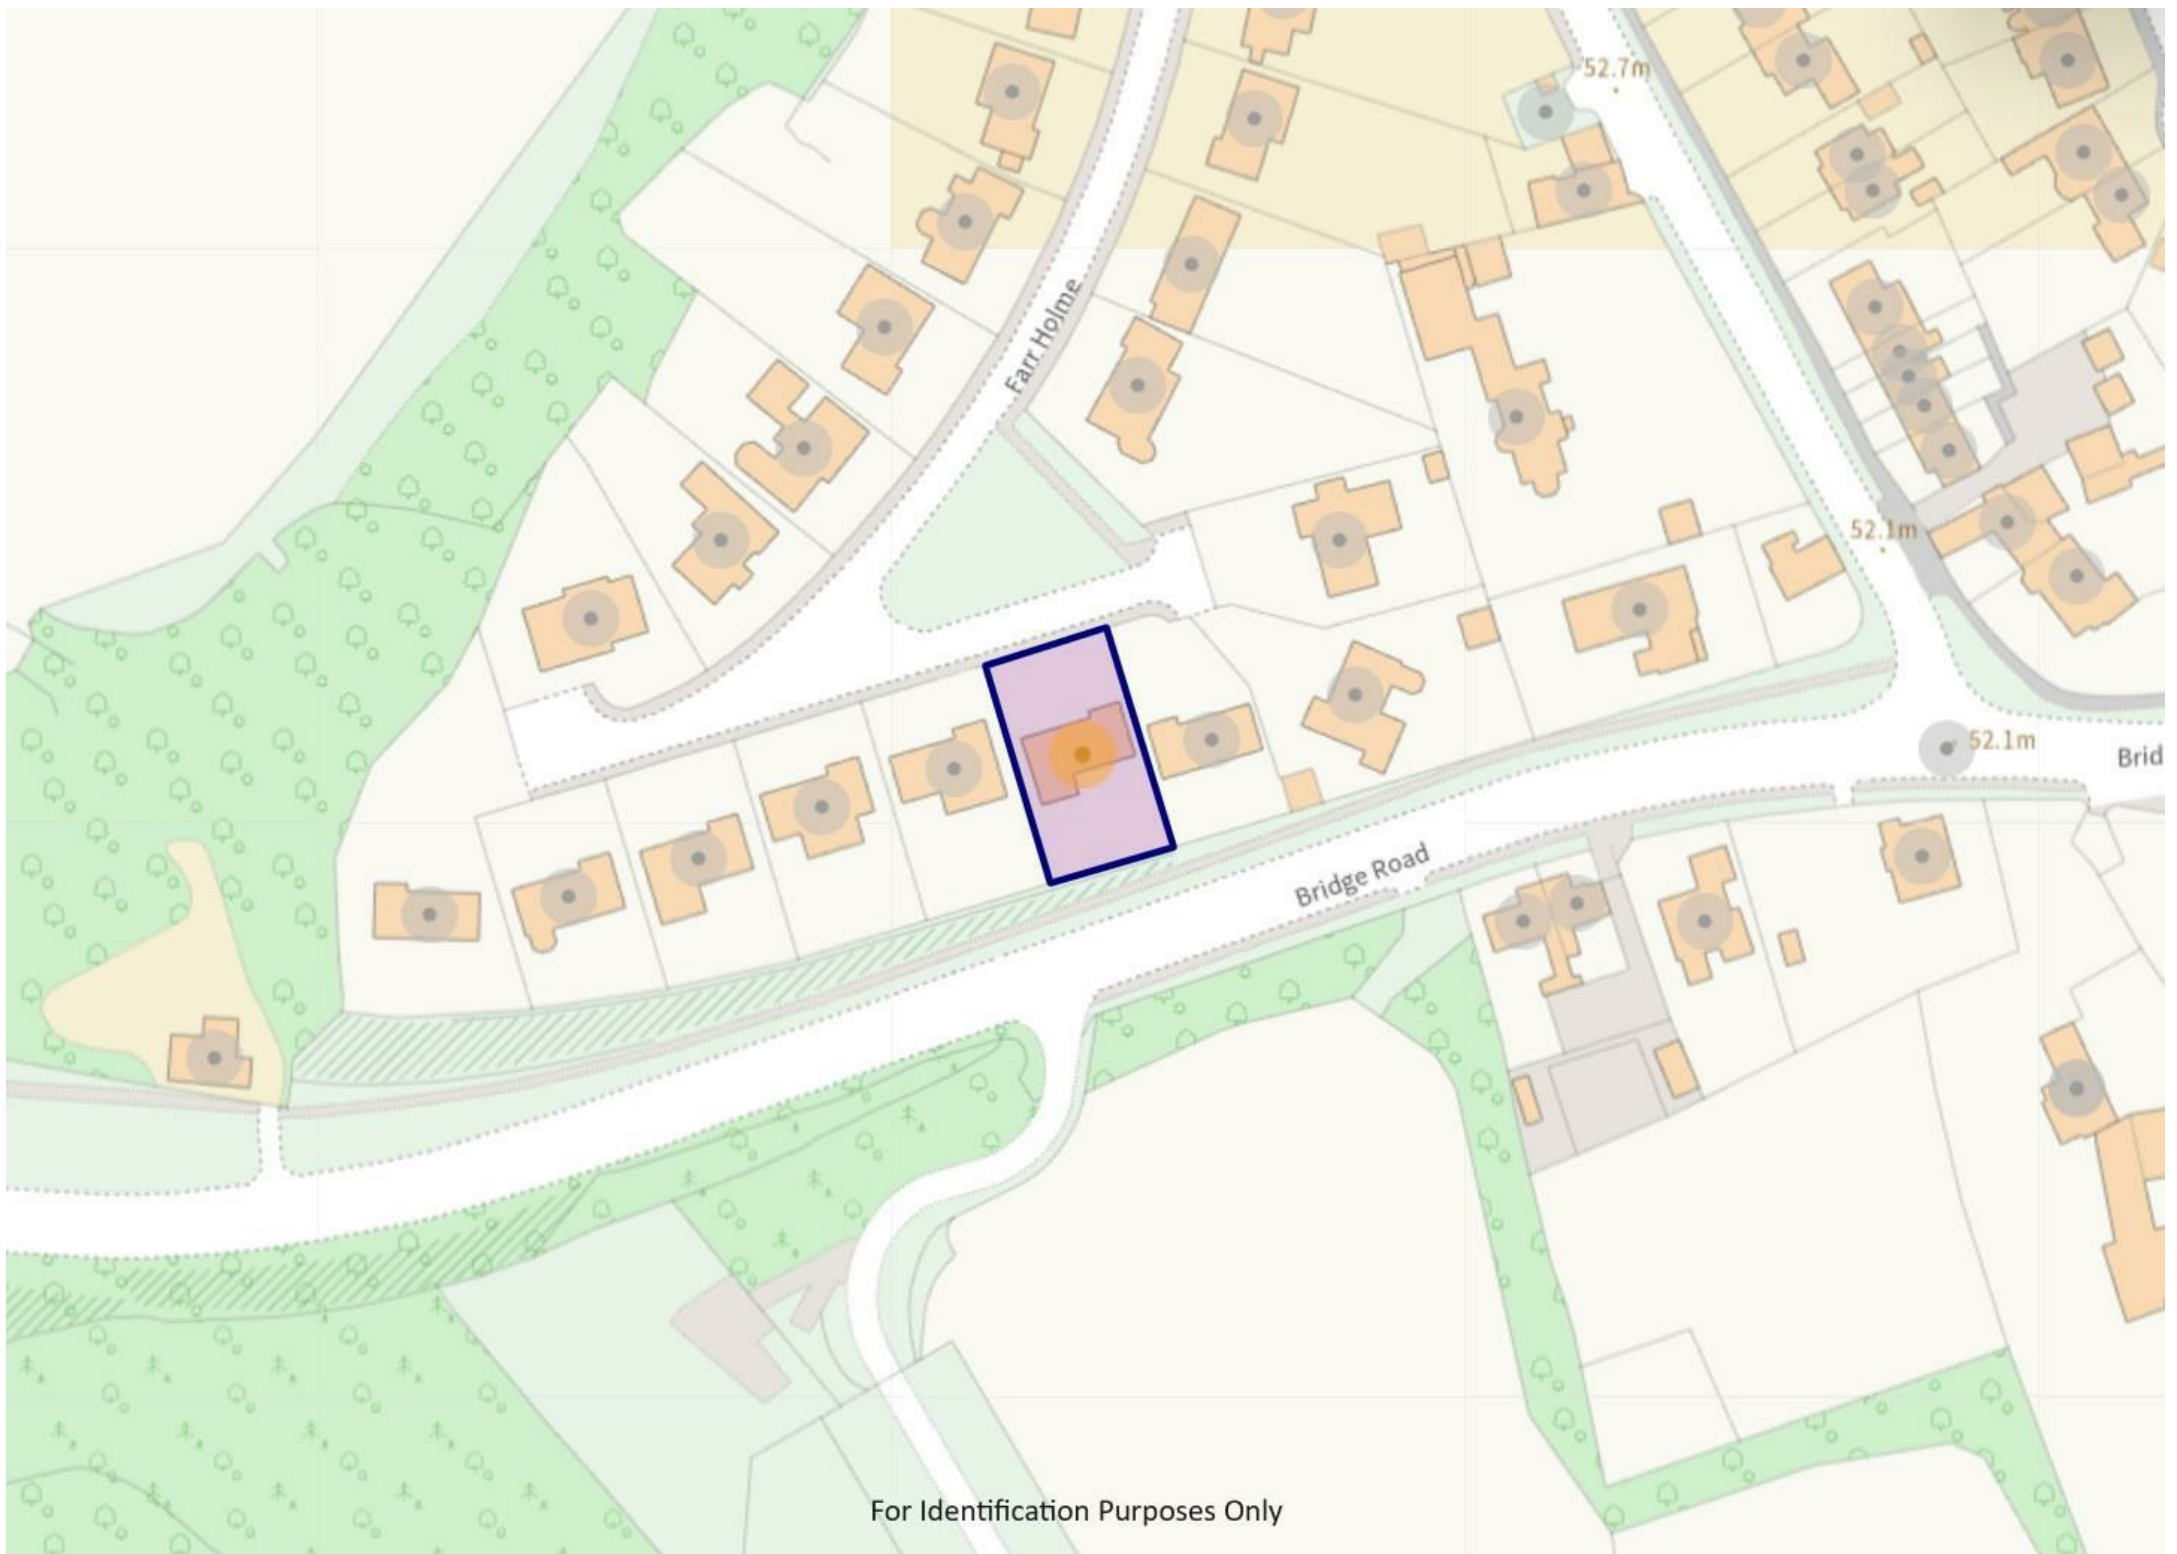 52.7m
Farr Holme
52.1m
52.1m
Brid
Bridge Road
For Identification Purposes Only